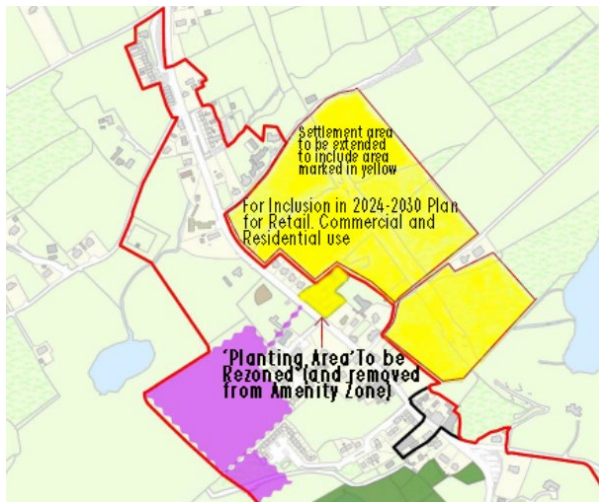 Settlement area
to be extended
to include area
marked in yellow
For Inclusion in 2024-2030 Plan
for Retail. Commercial and
Residential use
'Planting Area'To be
Rezoned (and removed
from Amenity Zone)